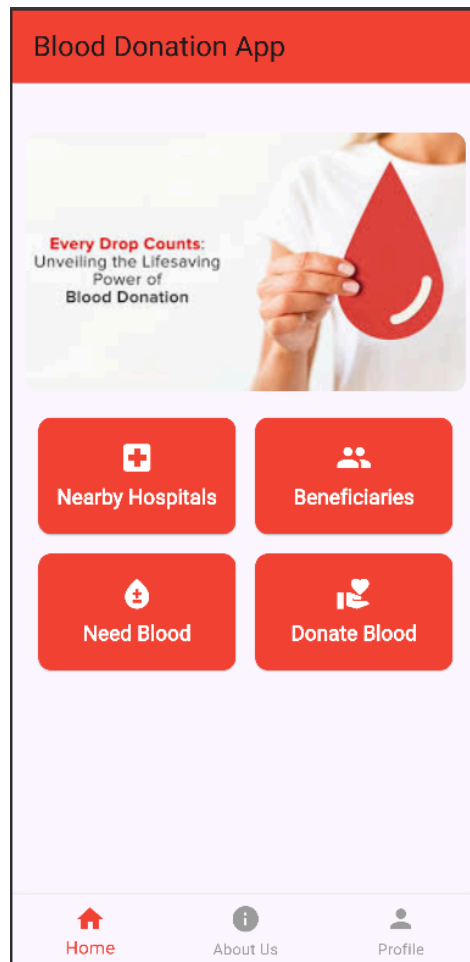 Blood Donation App
Every Drop Counts:
Unveiling the Lifesaving
Power of
Blood Donation
Nearby Hospitals
Beneficiaries
Need Blood
Donate Blood
Home
About Us
Profile